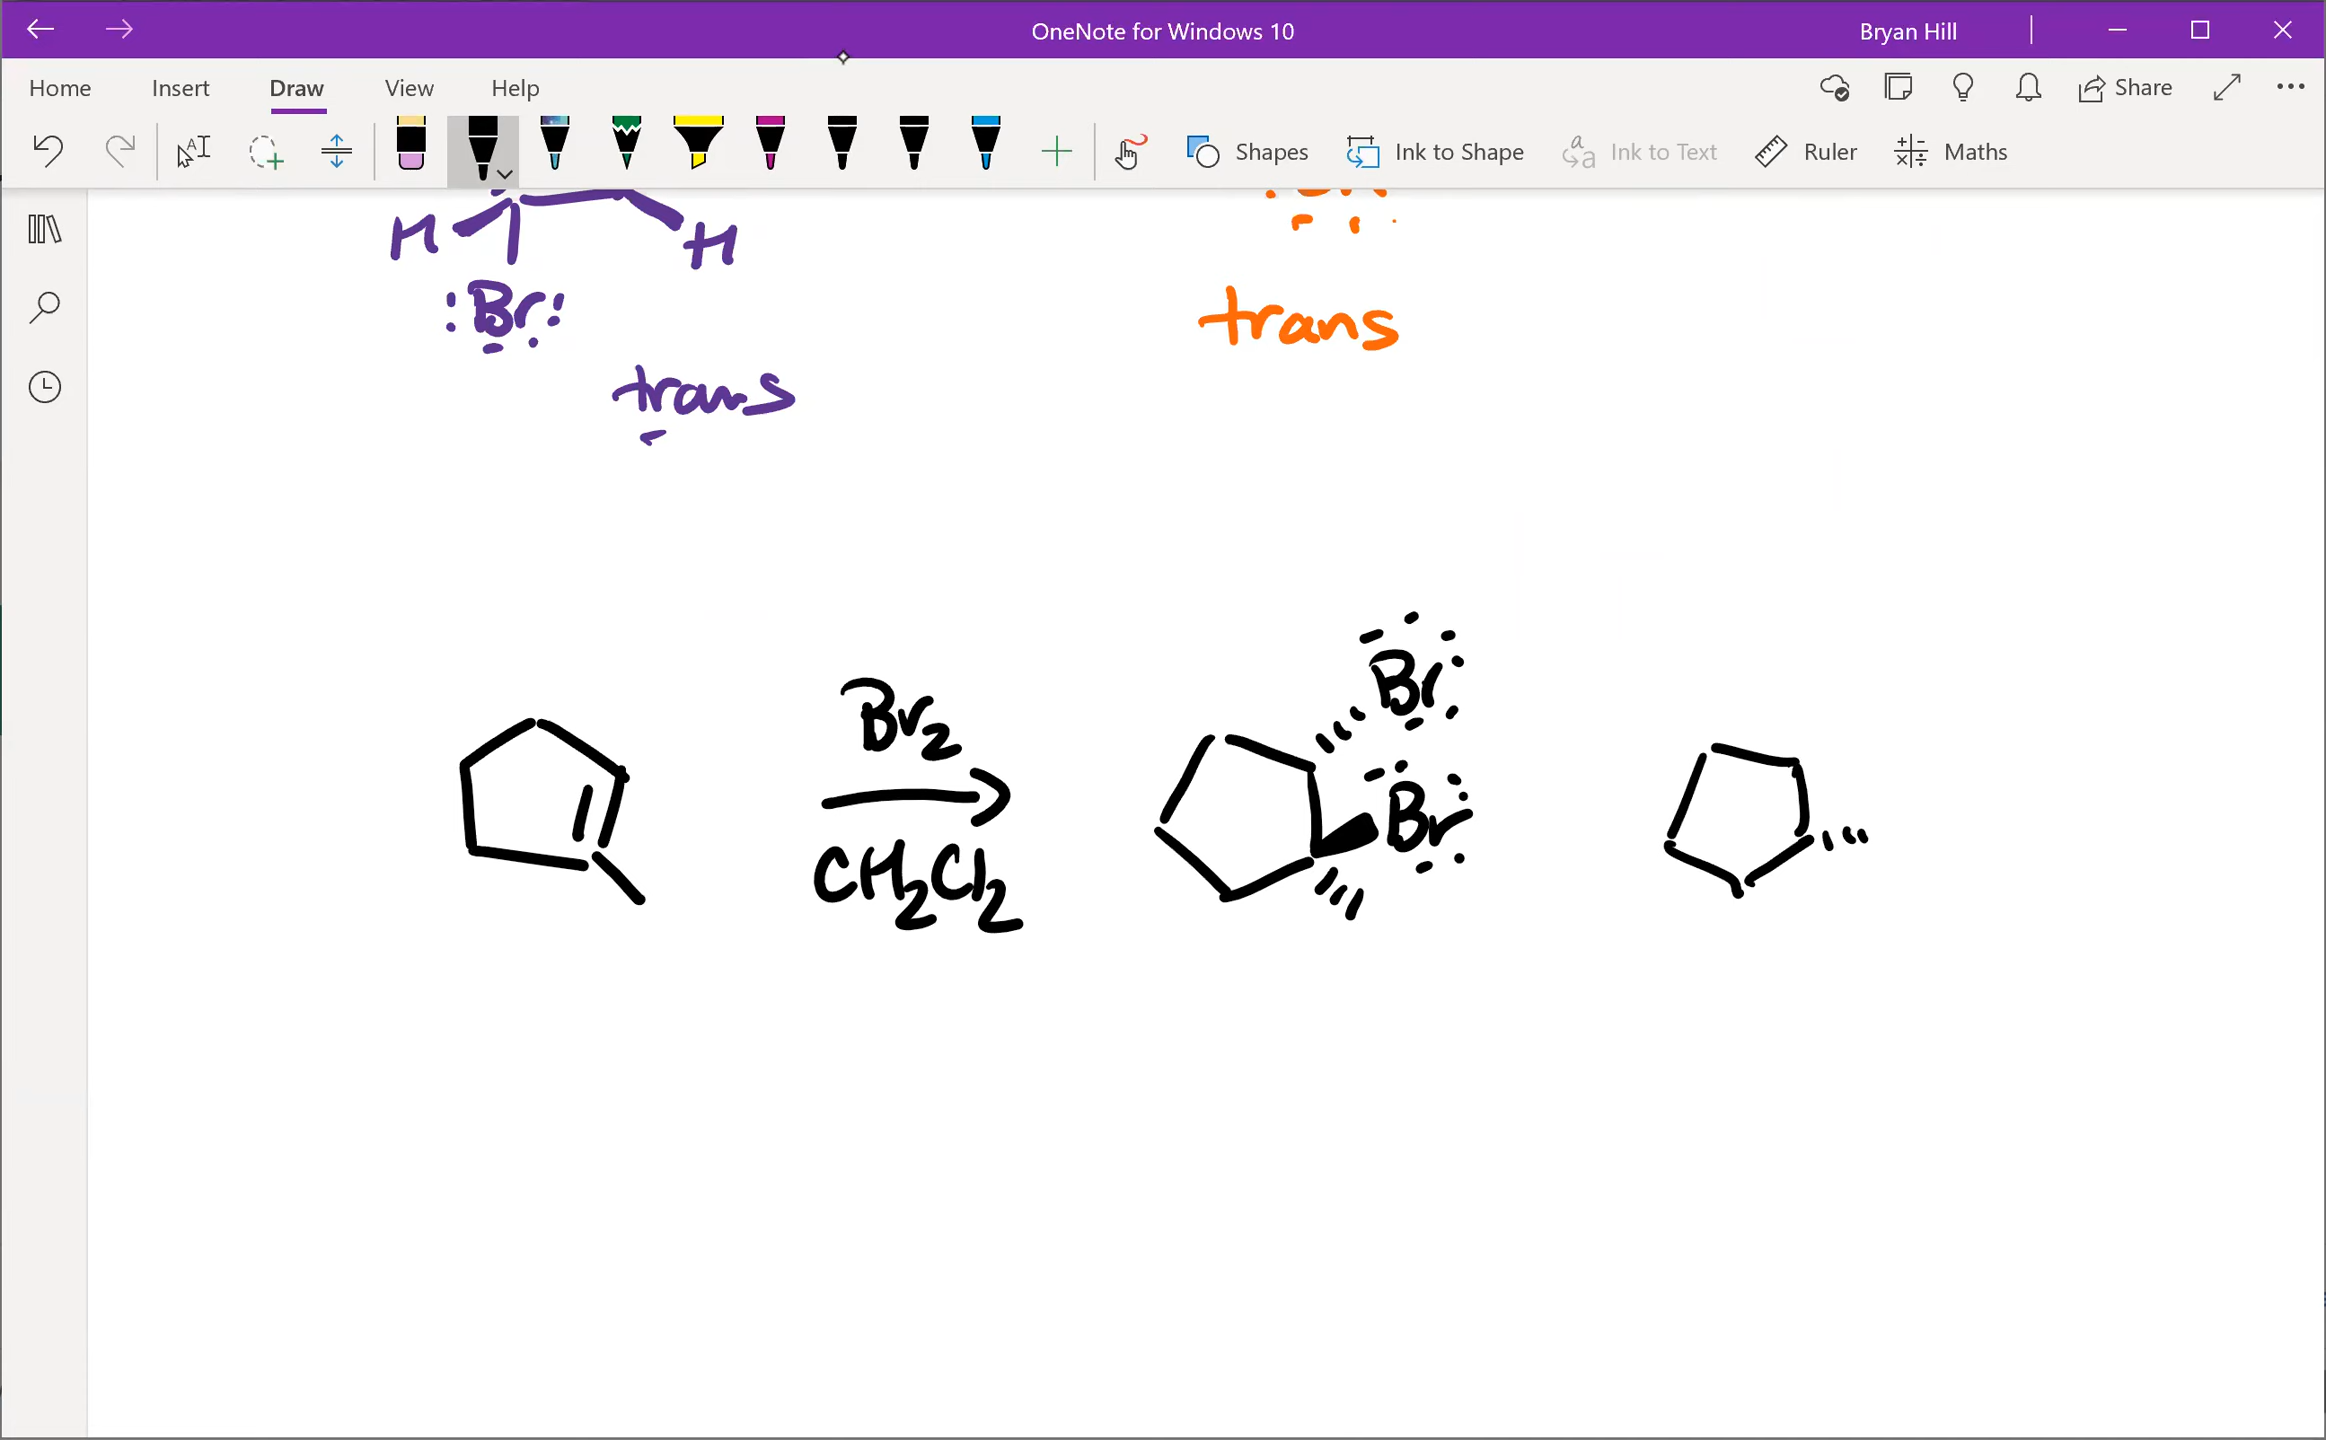 OneNote for Windows 10
Bryan Hill
Home Insert Draw View Help
Share
Shapes Ink to Shape Ink to Text Ruler Maths
H H
:Br:
trans
trans
Br2
CH2Cl2
Br:
Br: